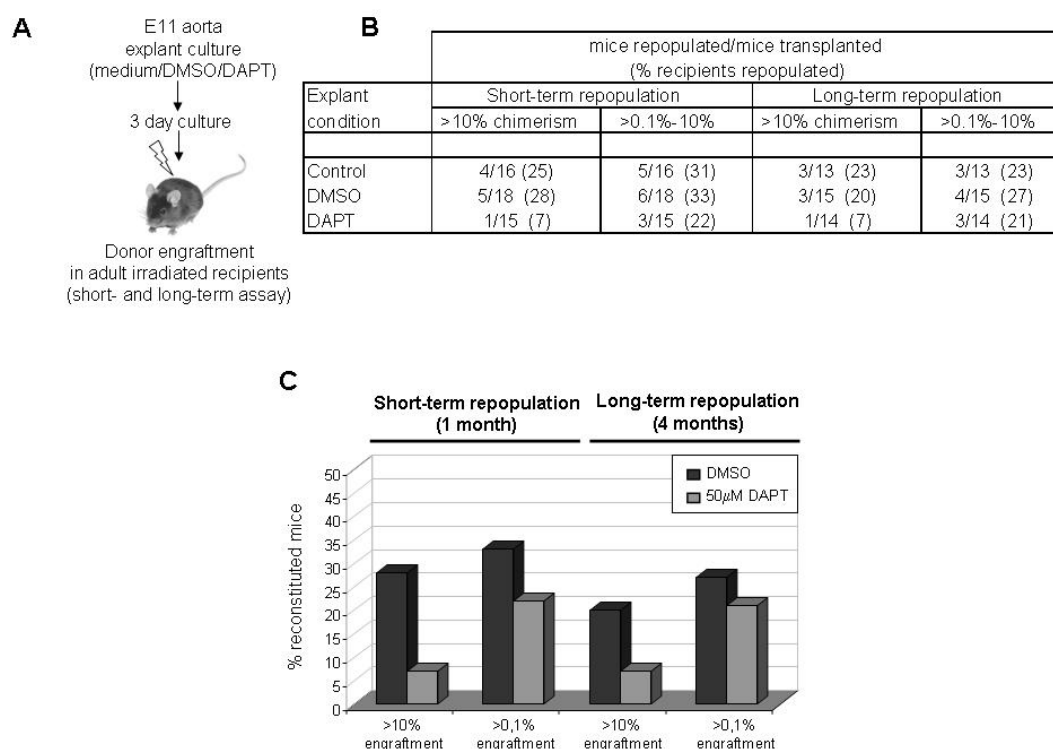 A
E11 aorta
explant culture
(medium/DMSO/DAPT)
3 day culture
Donor engraftment
in adult irradiated recipients
(short- and long-term assay)
B
mice repopulated/mice transplanted
(% recipients repopulated)
Explant Short-term repopulation Long-term repopulation
condition >10% chimerism >0.1%-10% >10% chimerism >0.1%-10%
Control 4/16 (25) 5/16 (31) 3/13 (23) 3/13 (23)
DMSO 5/18 (28) 6/18 (33) 3/15 (20) 4/15 (27)
DAPT 1/15 (7) 3/15 (22) 1/14 (7) 3/14 (21)
C
Short-term repopulation Long-term repopulation
(1 month) (4 months)
DMSO
50μM DAPT
% reconstituted mice
50
45
40
35
30
25
20
15
10
5
0
>10% >0,1% >10% >0,1%
engraftment engraftment engraftment engraftment